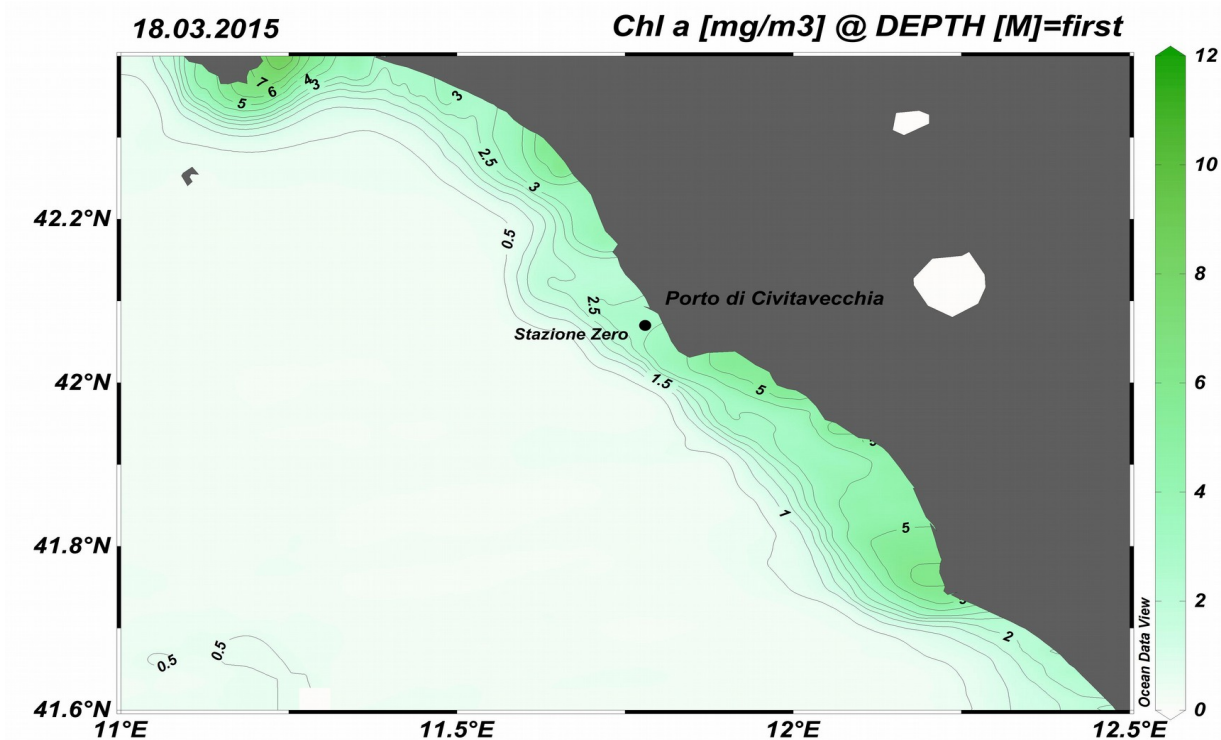 18.03.2015
Chl a [mg/m3] @ DEPTH [M]=first
12
10
8
6
4
2
0
42.2°N
42°N
41.8°N
41.6°N
7
4
3
6
5
3
2.5
3
0.5
2.5
Porto di Civitavecchia
Stazione Zero
1.5
5
1
5
2
0.5
0.5
Ocean Data View
11°E
11.5°E
12°E
12.5°E